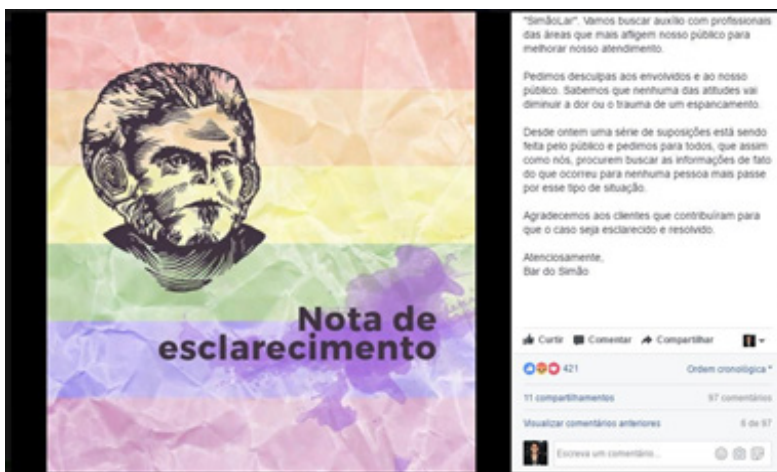 Nota de
esclarecimento
"SimãoLar". Vamos buscar auxílio com profissionais
das áreas que mais afligem nosso público para
melhorar nosso atendimento.
Pedimos desculpas aos envolvidos e ao nosso
público. Sabemos que nenhuma das atitudes vai
diminuir a dor ou o trauma de um espancamento.
Desde ontem uma série de suposições está sendo
feita pelo público e pedimos para todos, que assim
como nós, procurem buscar as informações de fato
do que ocorreu para nenhuma pessoa mais passe
por esse tipo de situação.
Agradecemos aos clientes que contribuíram para
que o caso seja esclarecido e resolvido.
Atenciosamente,
Bar do Simão
Curtir Comentar Compartilhar
421 Ordem cronológica
11 compartilhamentos 97 comentários
Visualizar comentários anteriores 6 de 97
Escreva um comentário...